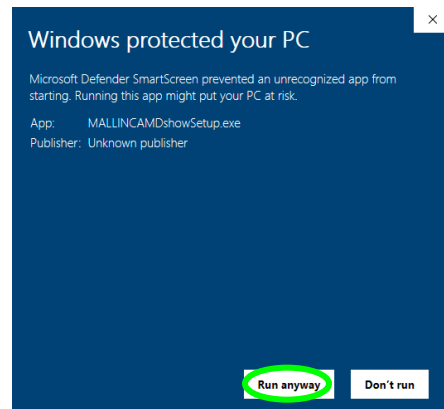 Windows protected your PC
Microsoft Defender SmartScreen prevented an unrecognized app from
starting. Running this app might put your PC at risk.
App: MALLINCAMDshowSetup.exe
Publisher: Unknown publisher
Run anyway Don't run